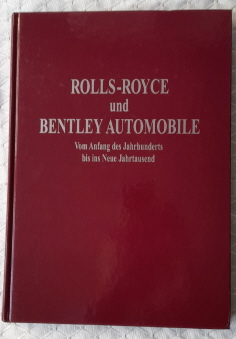 ROLLS-ROYCE
und
BENTLEY AUTOMOBILE
Vom Anfang des Jahrhunderts
bis ins Neue Jahrtausend